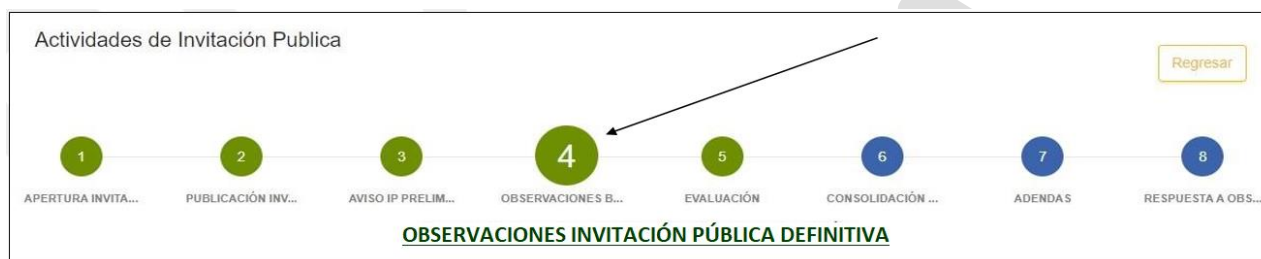 Actividades de Invitación Publica
Regresar
1 2 3 4 5 6 7 8
APERTURA INVITA... PUBLICACIÓN INV... AVISO IP PRELIM... OBSERVACIONES B... EVALUACIÓN CONSOLIDACIÓN ... ADENDAS RESPUESTA A OBS...
OBSERVACIONES INVITACIÓN PÚBLICA DEFINITIVA